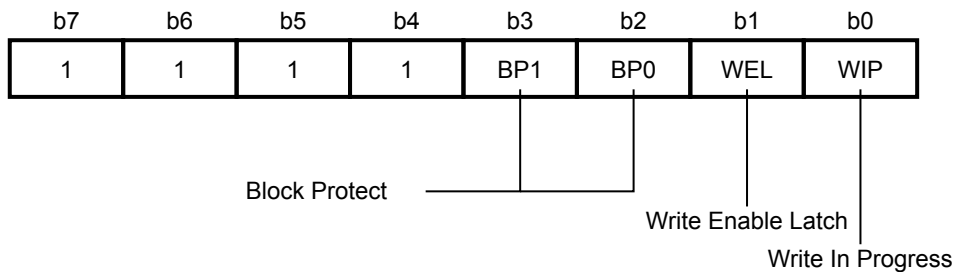 b7 b6 b5 b4 b3 b2 b1 b0
1 1 1 1 BP1 BP0 WEL WIP
Block Protect
Write Enable Latch
Write In Progress